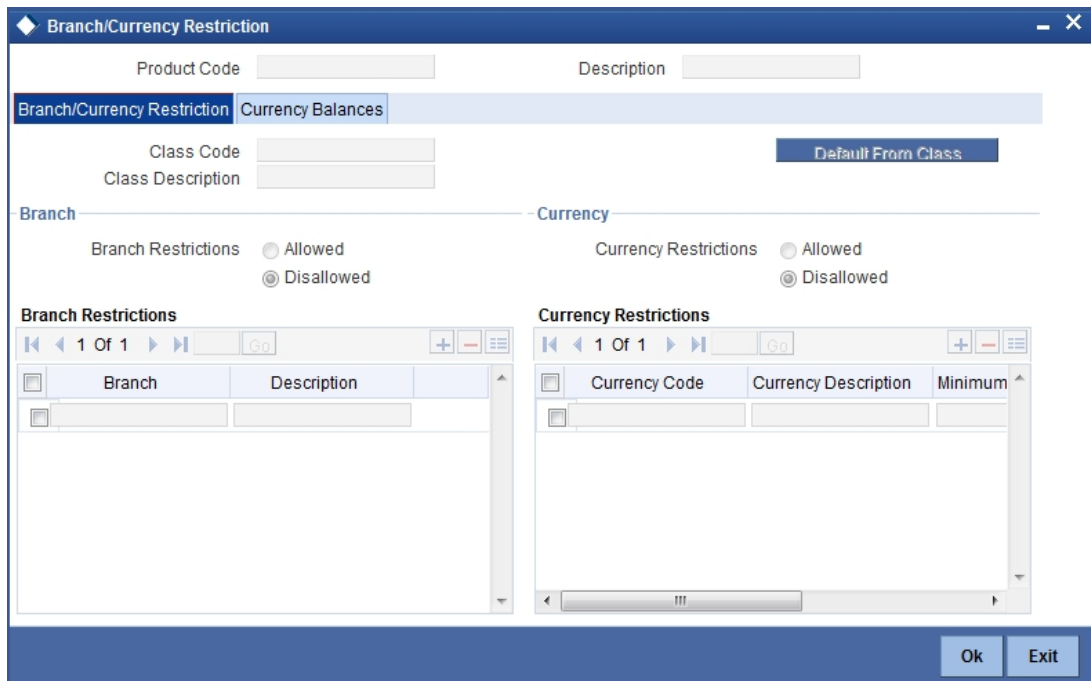 Branch/Currency Restriction
Product Code
Description
Branch/Currency Restriction
Currency Balances
Class Code
Default From Class
Class Description
Branch
Currency
Branch Restrictions
Allowed
Disallowed
Currency Restrictions
Allowed
Disallowed
Branch Restrictions
1 Of 1
Go
Branch
Description
Currency Restrictions
1 Of 1
Go
Currency Code
Currency Description
Minimum
Ok
Exit